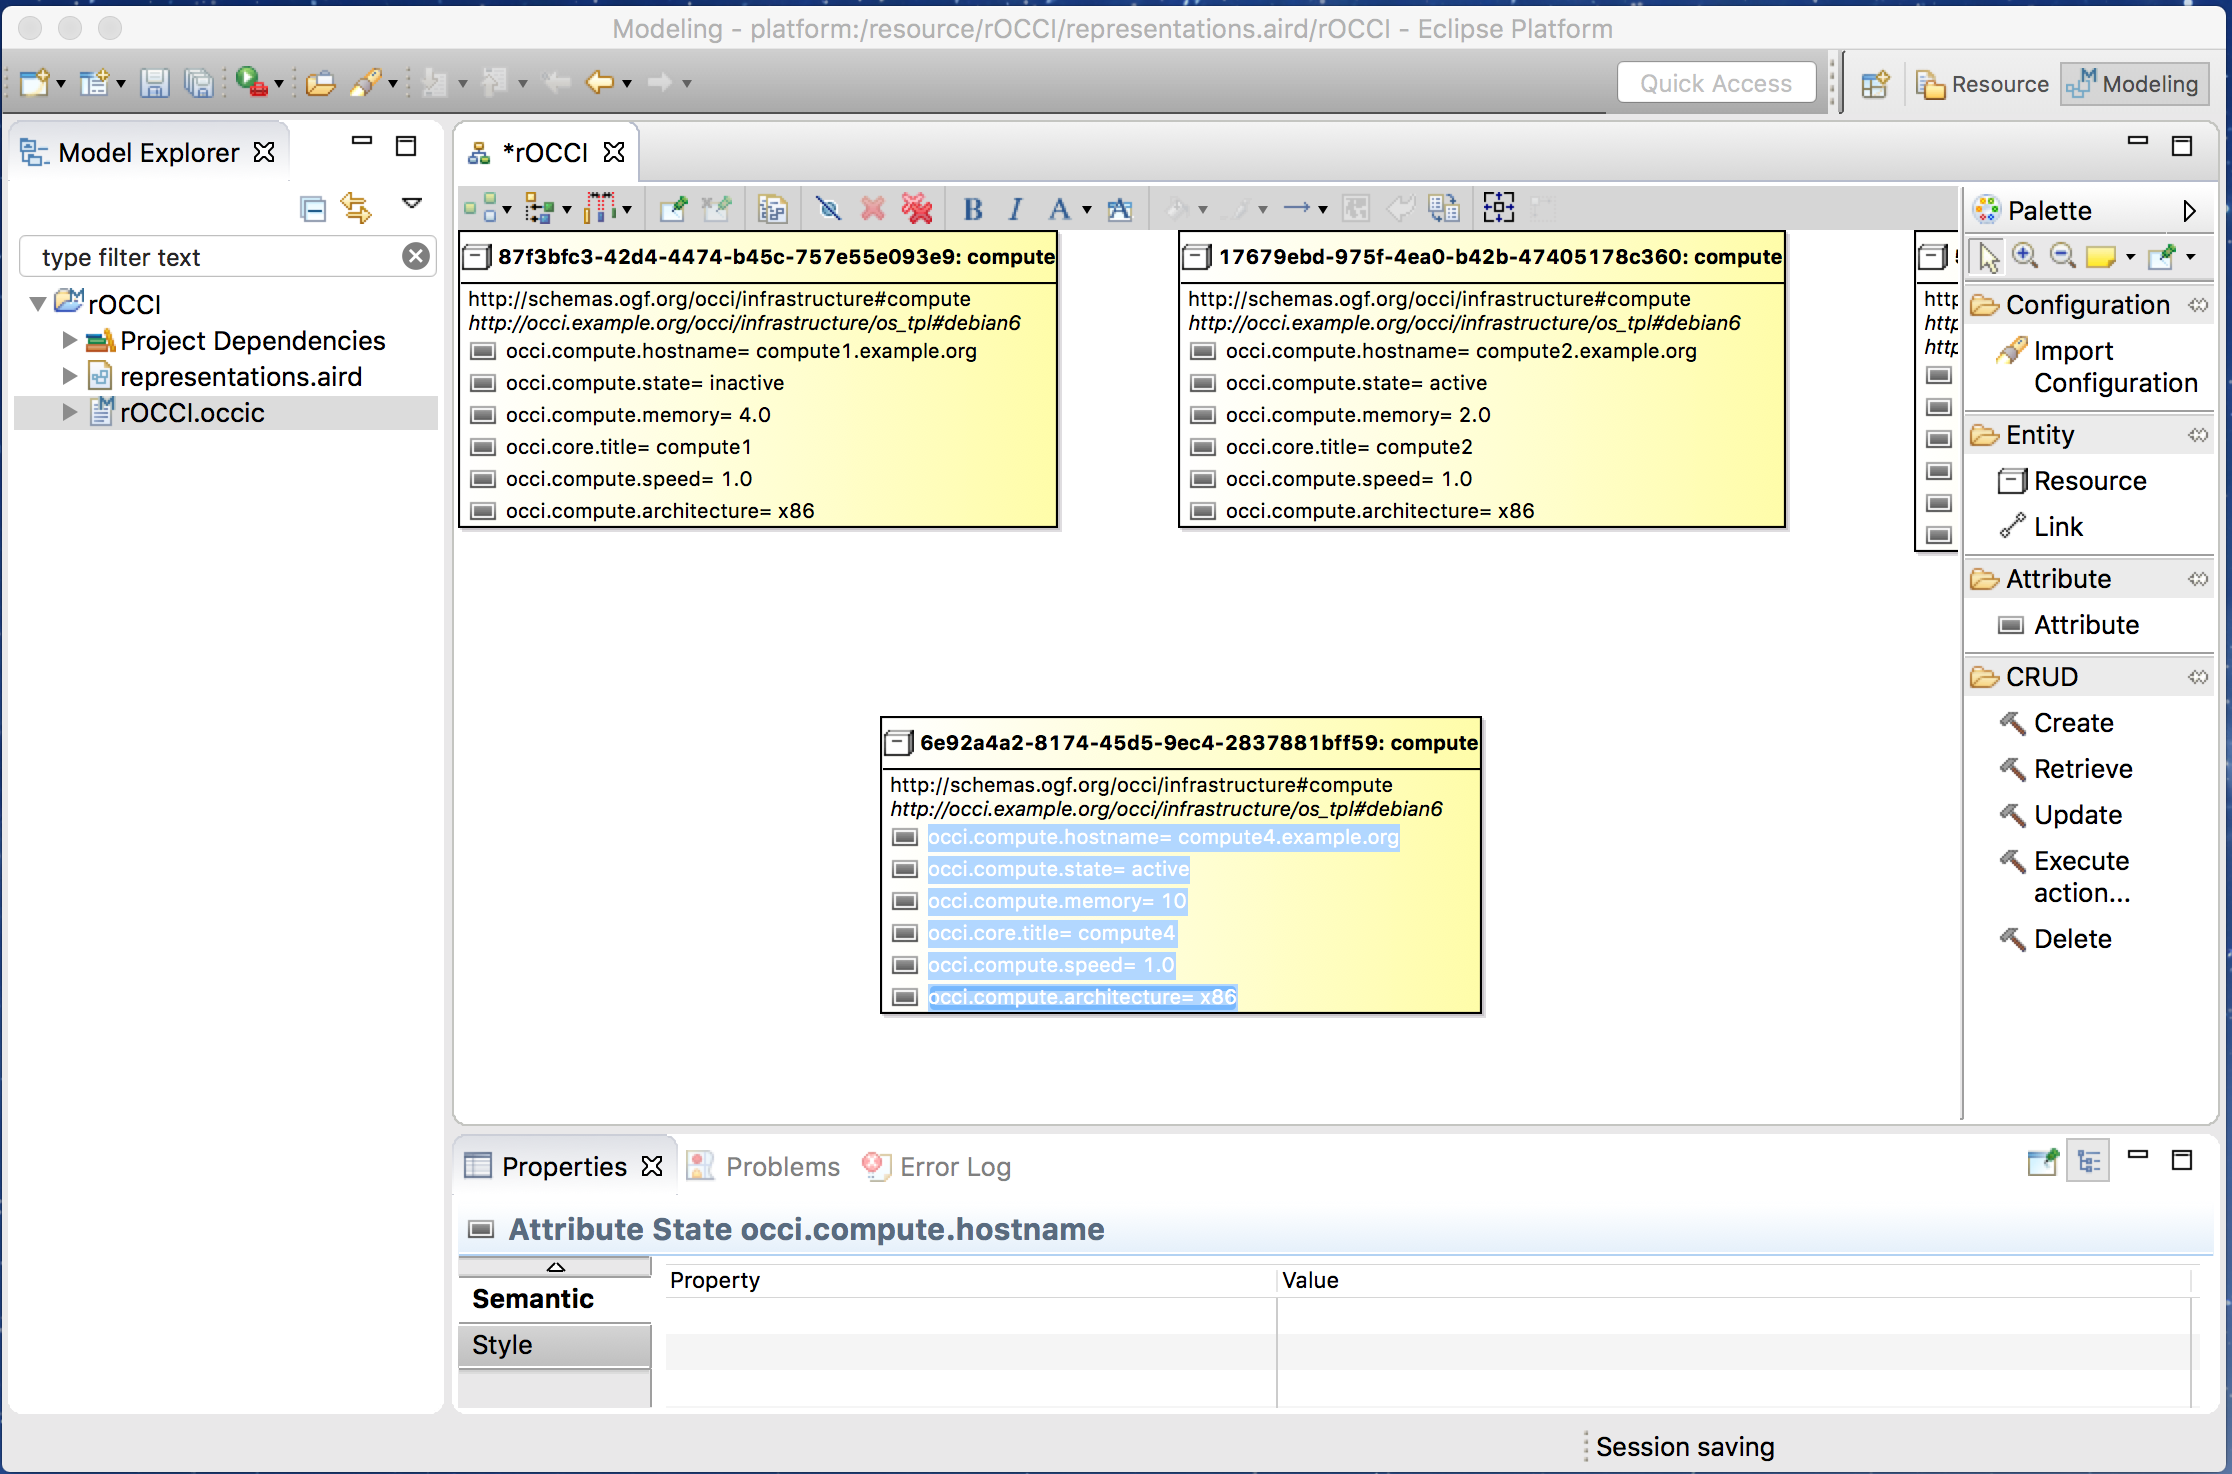 Modeling - platform:/resource/rOCCI/representations.aird/rOCCI - Eclipse Platform
Quick Access
Resource
Modeling
Model Explorer
type filter text
rOCCI
Project Dependencies
representations.aird
rOCCI.occic
*rOCCI
87f3bfc3-42d4-4474-b45c-757e55e093e9: compute
http://schemas.ogf.org/occi/infrastructure#compute
http://occi.example.org/occi/infrastructure/os_tpl#debian6
occi.compute.hostname= compute1.example.org
occi.compute.state= inactive
occi.compute.memory= 4.0
occi.core.title= compute1
occi.compute.speed= 1.0
occi.compute.architecture= x86
17679ebd-975f-4ea0-b42b-47405178c360: compute
http://schemas.ogf.org/occi/infrastructure#compute
http://occi.example.org/occi/infrastructure/os_tpl#debian6
occi.compute.hostname= compute2.example.org
occi.compute.state= active
occi.compute.memory= 2.0
occi.core.title= compute2
occi.compute.speed= 1.0
occi.compute.architecture= x86
http
http
http
6e92a4a2-8174-45d5-9ec4-2837881bff59: compute
http://schemas.ogf.org/occi/infrastructure#compute
http://occi.example.org/occi/infrastructure/os_tpl#debian6
occi.compute.hostname= compute4.example.org
occi.compute.state= active
occi.compute.memory= 10
occi.core.title= compute4
occi.compute.speed= 1.0
occi.compute.architecture= x86
Palette
Configuration
Import
Configuration
Entity
Resource
Link
Attribute
Attribute
CRUD
Create
Retrieve
Update
Execute
action...
Delete
Properties
Problems
Error Log
Attribute State occi.compute.hostname
Semantic
Style
Property
Value
Session saving